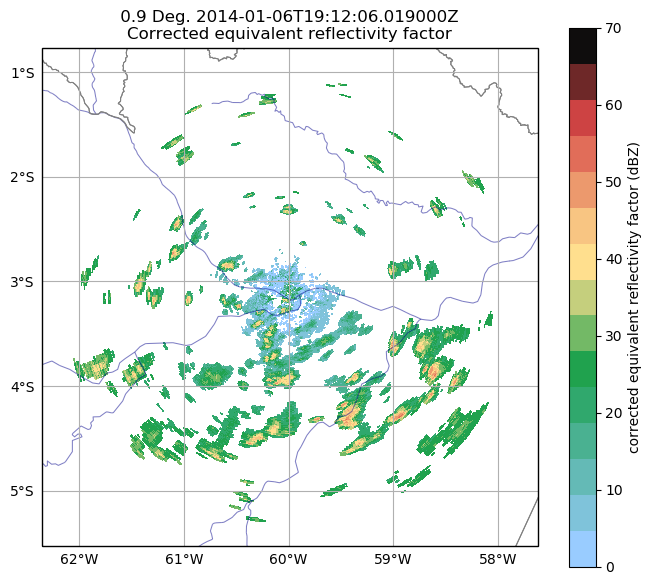 0.9 Deg. 2014-01-06T19:12:06.019000Z
Corrected equivalent reflectivity factor
1°S
2°S
3°S
4°S
5°S
62°W
61°W
60°W
59°W
58°W
70
60
50
40
30
20
10
0
corrected equivalent reflectivity factor (dBZ)